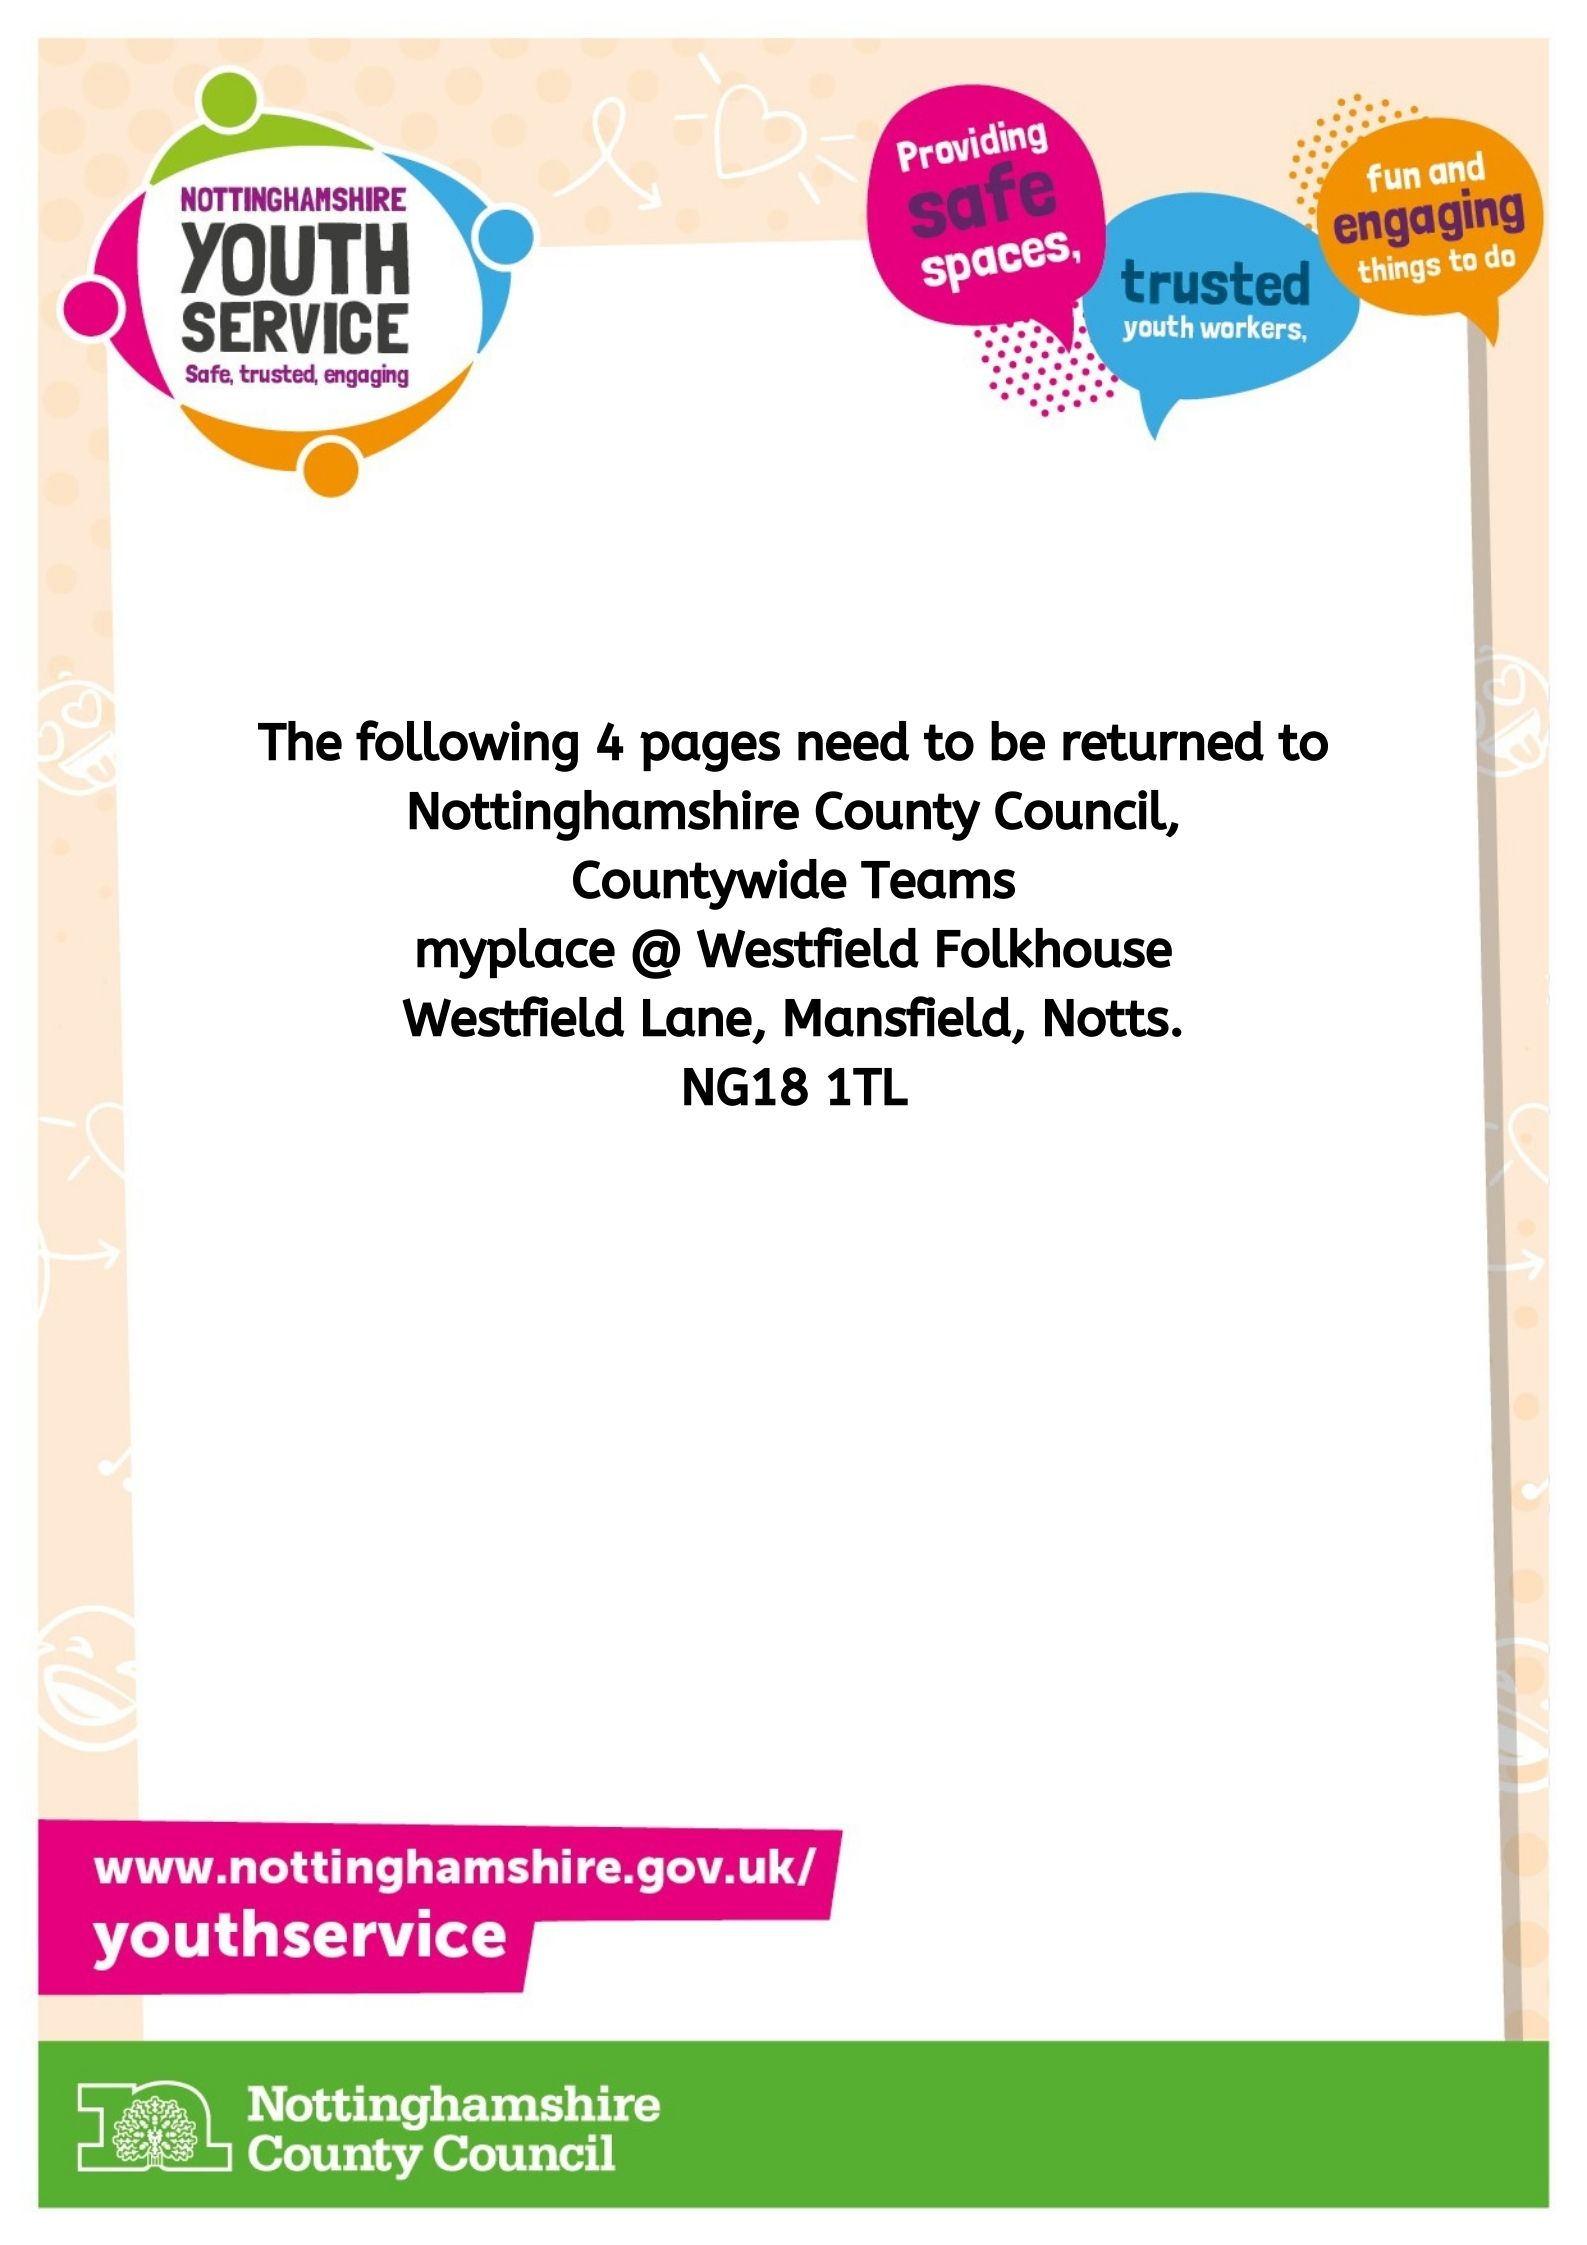 NOTTINGHAMSHIRE
YOUTH
SERVICE
Safe, trusted, engaging
Providing
safe
spaces,
trusted
youth workers,
fun and
engaging
things to do
The following 4 pages need to be returned to
Nottinghamshire County Council,
Countywide Teams
myplace @ Westfield Folkhouse
Westfield Lane, Mansfield, Notts.
NG18 1TL
www.nottinghamshire.gov.uk/
youthservice
Nottinghamshire
County Council